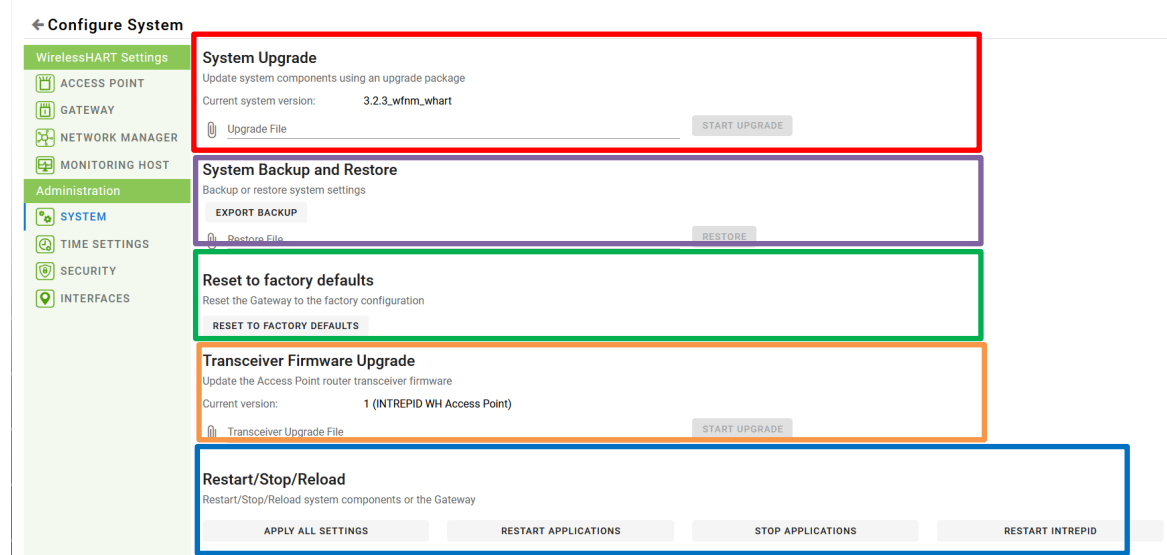 Configure System
WirelessHART Settings
ACCESS POINT
GATEWAY
NETWORK MANAGER
MONITORING HOST
Administration
SYSTEM
TIME SETTINGS
SECURITY
INTERFACES
System Upgrade
Update system components using an upgrade package
Current system version: 3.2.3_wfnm_whart
Upgrade File START UPGRADE
System Backup and Restore
Backup or restore system settings
EXPORT BACKUP
Restore File RESTORE
Reset to factory defaults
Reset the Gateway to the factory configuration
RESET TO FACTORY DEFAULTS
Transceiver Firmware Upgrade
Update the Access Point router transceiver firmware
Current version: 1 (INTREPID WH Access Point)
Transceiver Upgrade File START UPGRADE
Restart/Stop/Reload
Restart/Stop/Reload system components or the Gateway
APPLY ALL SETTINGS RESTART APPLICATIONS STOP APPLICATIONS RESTART INTREPID